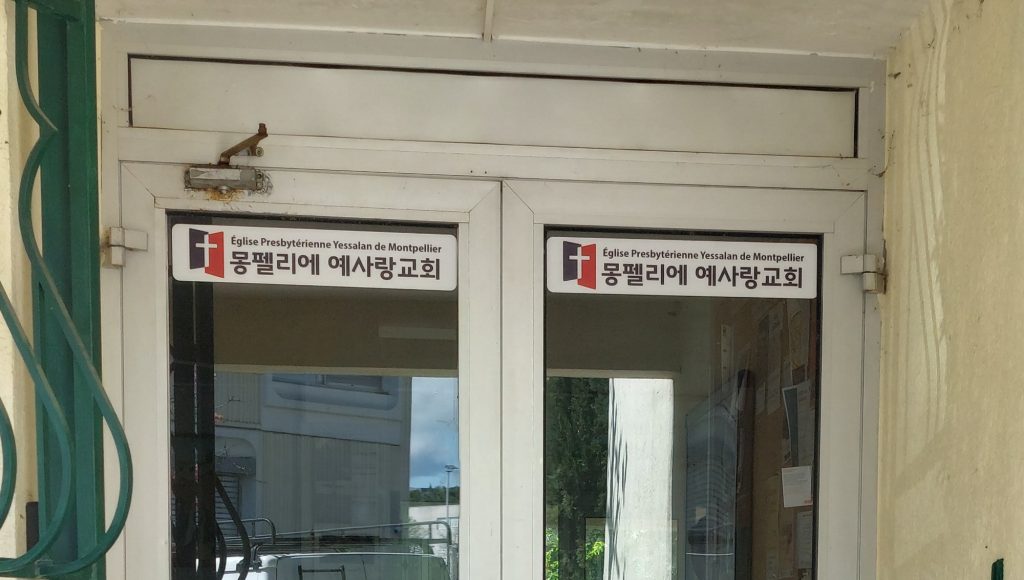 Église Presbytérienne Yessalan de Montpellier
몽펠리에 예사랑교회
Église Presbytérienne Yessalan de Montpellier
몽펠리에 예사랑교회